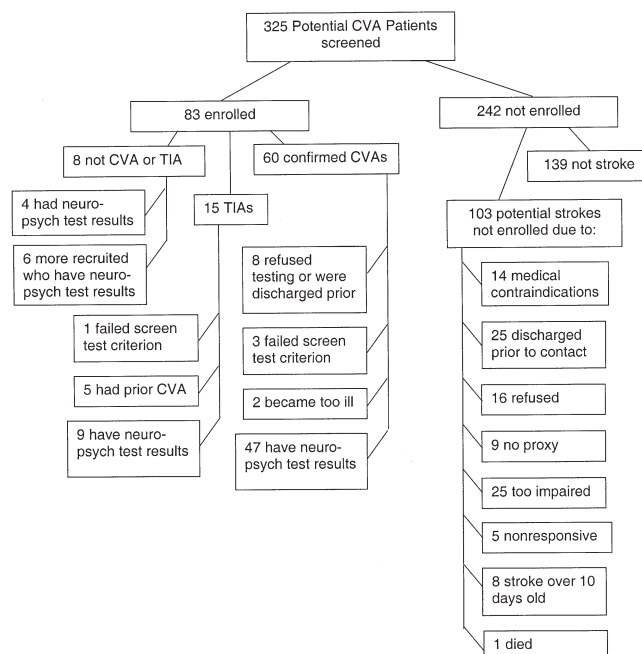 325 Potential CVA Patients
screened
83 enrolled
242 not enrolled
8 not CVA or TIA
60 confirmed CVAs
139 not stroke
4 had neuro-
psych test results
15 TIAs
103 potential strokes
not enrolled due to:
6 more recruited
who have neuro-
psych test results
8 refused
testing or were
discharged prior
14 medical
contraindications
1 failed screen
test criterion
3 failed screen
test criterion
25 discharged
prior to contact
5 had prior CVA
2 became too ill
16 refused
9 have neuro-
psych test results
47 have neuro-
psych test results
9 no proxy
25 too impaired
5 nonresponsive
8 stroke over 10
days old
1 died